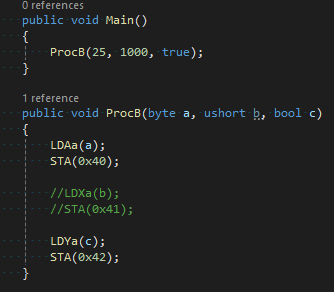 0 references
public void Main()
{
ProcB(25, 1000, true);
}
1 reference
public void ProcB(byte a, ushort b, bool c)
{
LDAa(a);
STA(0x40);
//LDXa(b);
//STA(0x41);
LDYa(c);
STA(0x42);
}